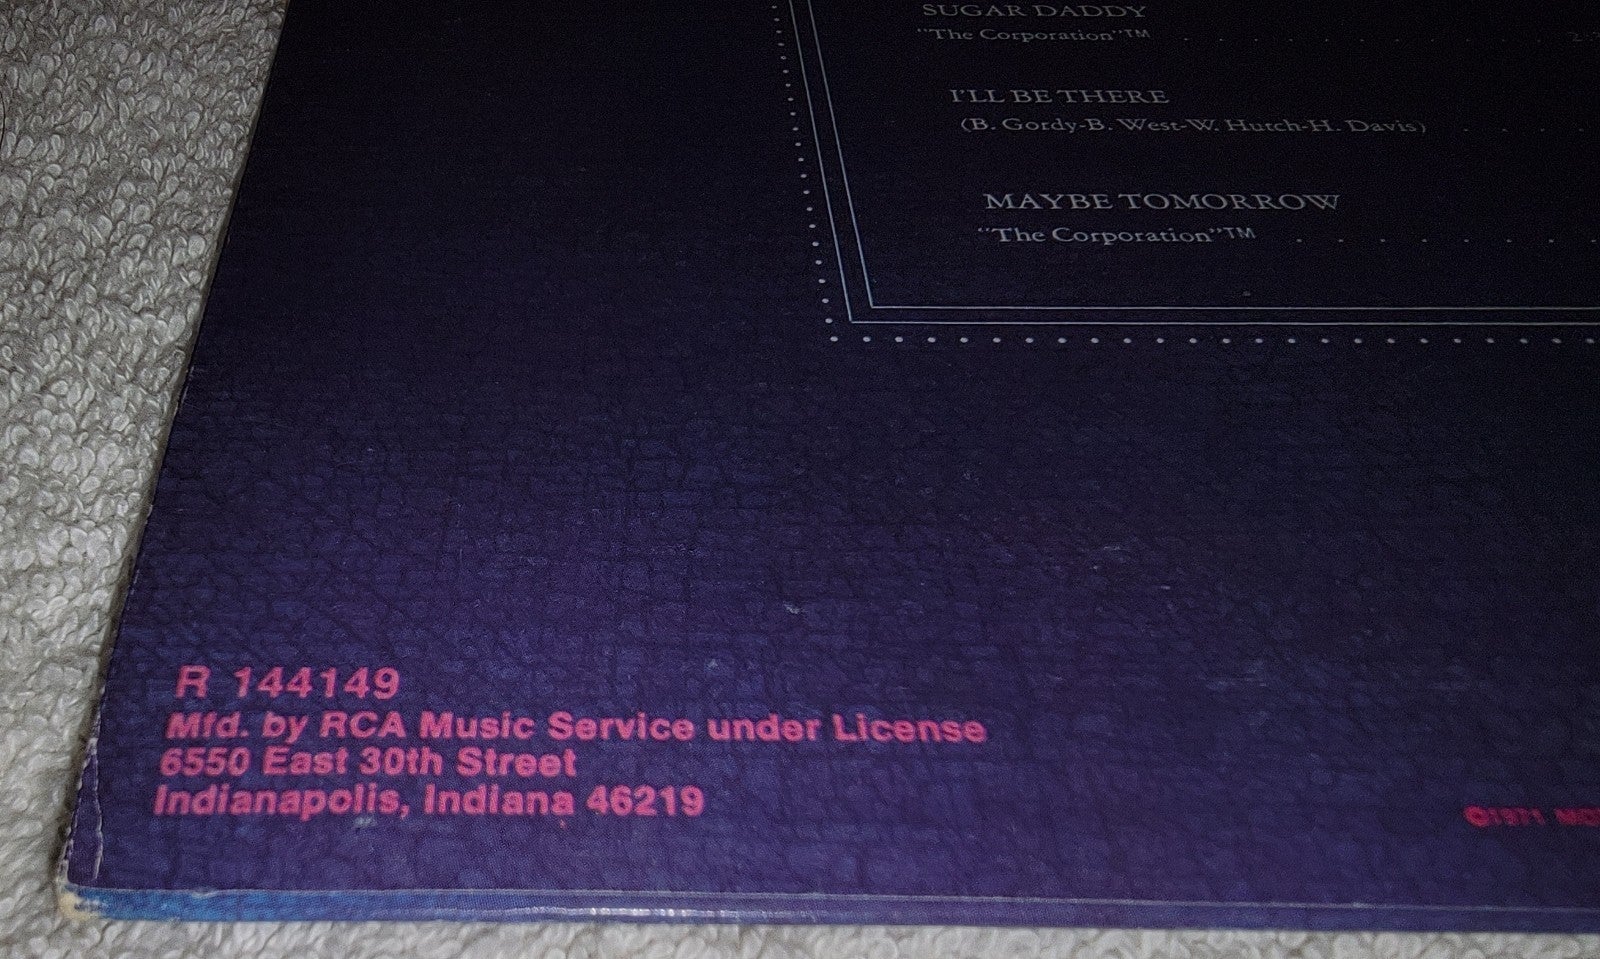 SUGAR DADDY
"The Corporation"™
I'LL BE THERE
(B. Gordy-B. West-W. Hutch-H. Davis)
MAYBE TOMORROW
"The Corporation"™
R 144149
Mfd. by RCA Music Service under License
6550 East 30th Street
Indianapolis, Indiana 46219
©1971